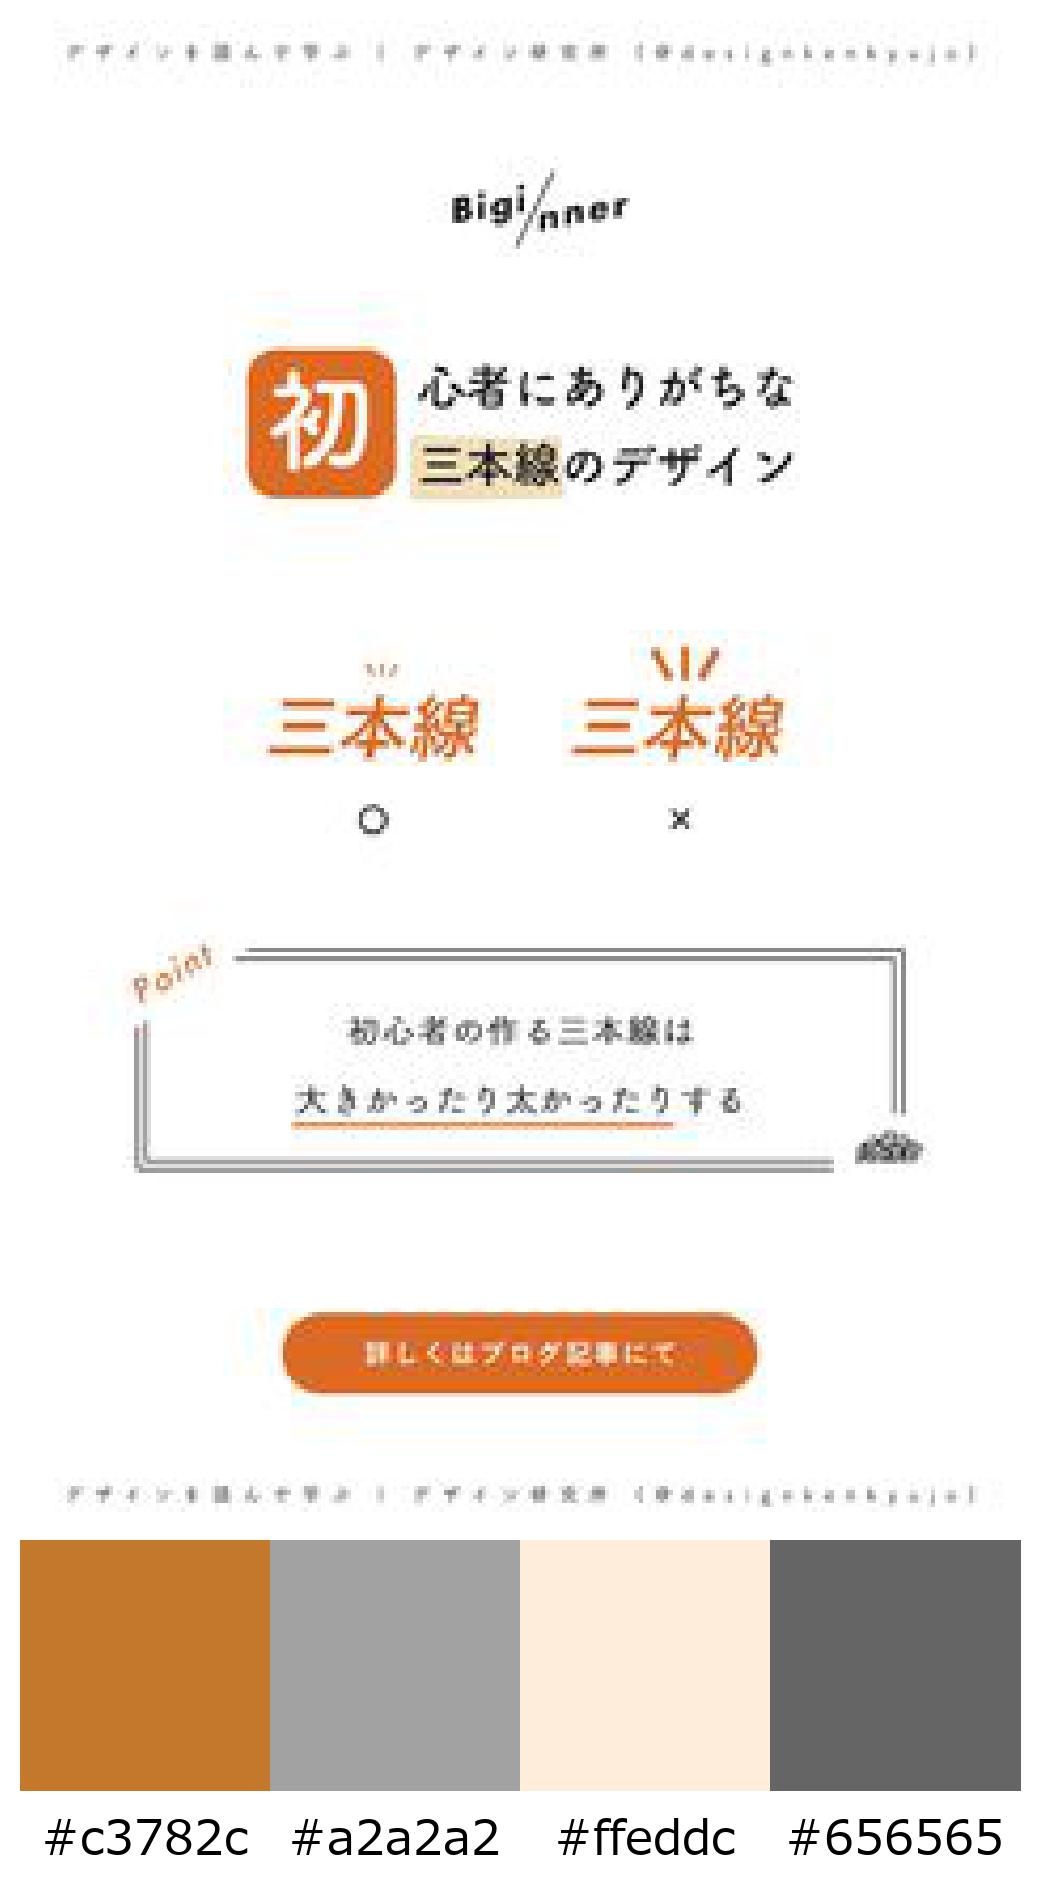 デザインを読んで学ぶ | デザイン研究所 (@designkenkyujo)
Bigi/nner
初心者にありがちな
三本線のデザイン
三本線 三本線
○ ×
Point
初心者の作る三本線は
大きかったり太かったりする
詳しくはブログ記事にて
デザインを読んで学ぶ | デザイン研究所 (@designkenkyujo)
#c3782c #a2a2a2 #ffeddc #656565